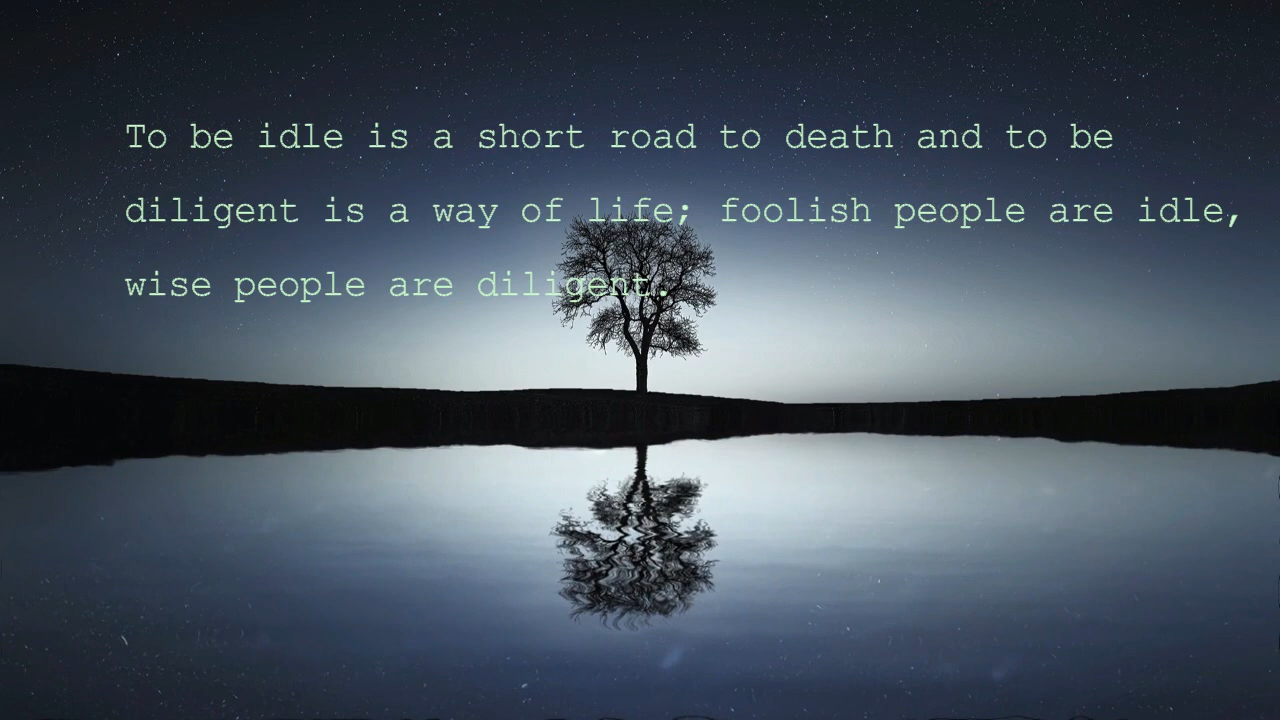 To be idle is a short road to death and to be
diligent is a way of life; foolish people are idle,
wise people are diligent.